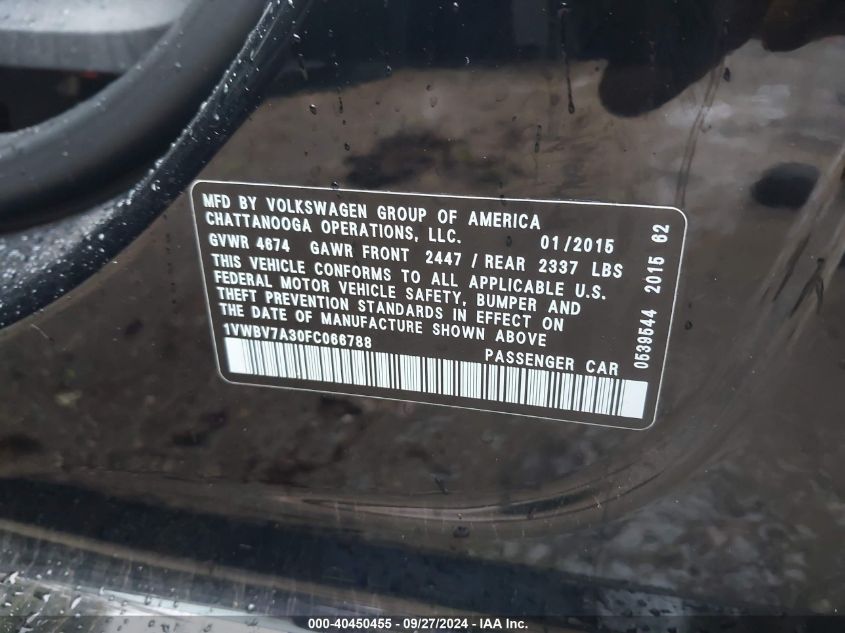 MFD BY VOLKSWAGEN GROUP OF AMERICA
CHATTANOOGA OPERATIONS, LLC. 01/2015
GVWR 4674 GAWR FRONT 2447 / REAR 2337 LBS
THIS VEHICLE CONFORMS TO ALL APPLICABLE U.S.
FEDERAL MOTOR VEHICLE SAFETY, BUMPER AND
THEFT PREVENTION STANDARDS IN EFFECT ON
THE DATE OF MANUFACTURE SHOWN ABOVE
1VWBV7A30FC066788 PASSENGER CAR
0539544 2015 62
000-40450455 - 09/27/2024 - IAA Inc.